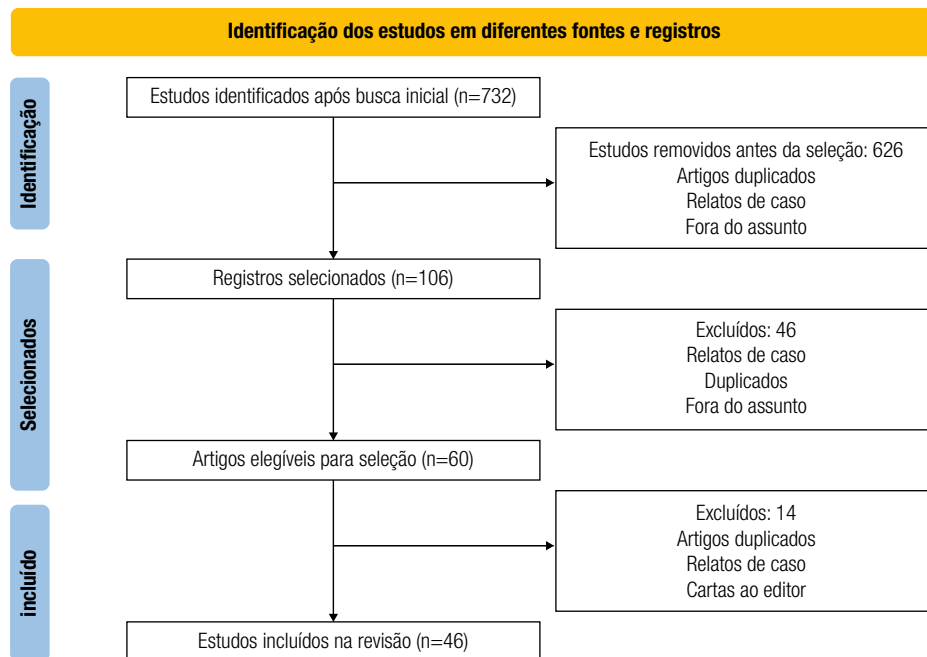 Identificação dos estudos em diferentes fontes e registros
Identificação
Estudos identificados após busca inicial (n=732)
Estudos removidos antes da seleção: 626
Artigos duplicados
Relatos de caso
Fora do assunto
Selecionados
Registros selecionados (n=106)
Excluídos: 46
Relatos de caso
Duplicados
Fora do assunto
Artigos elegíveis para seleção (n=60)
incluído
Excluídos: 14
Artigos duplicados
Relatos de caso
Cartas ao editor
Estudos incluídos na revisão (n=46)